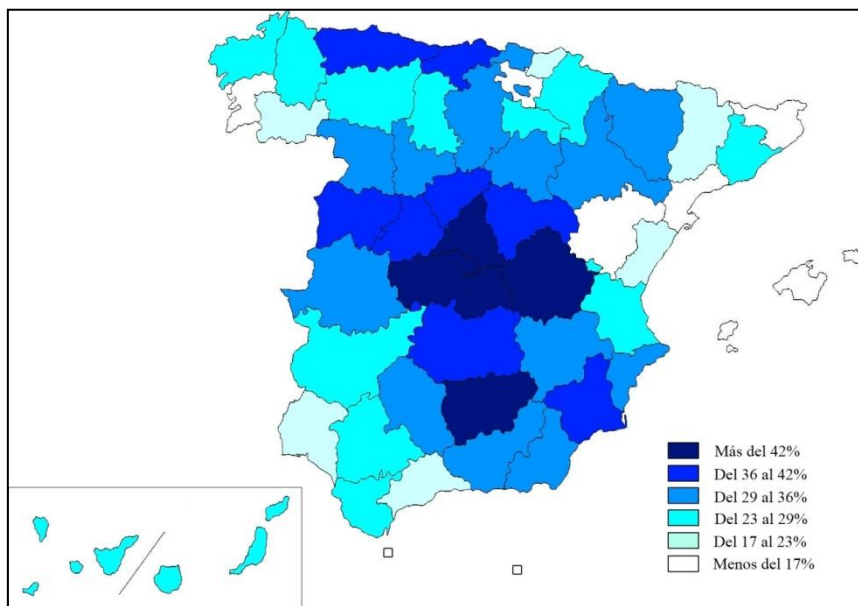 Más del 42%
Del 36 al 42%
Del 29 al 36%
Del 23 al 29%
Del 17 al 23%
Menos del 17%